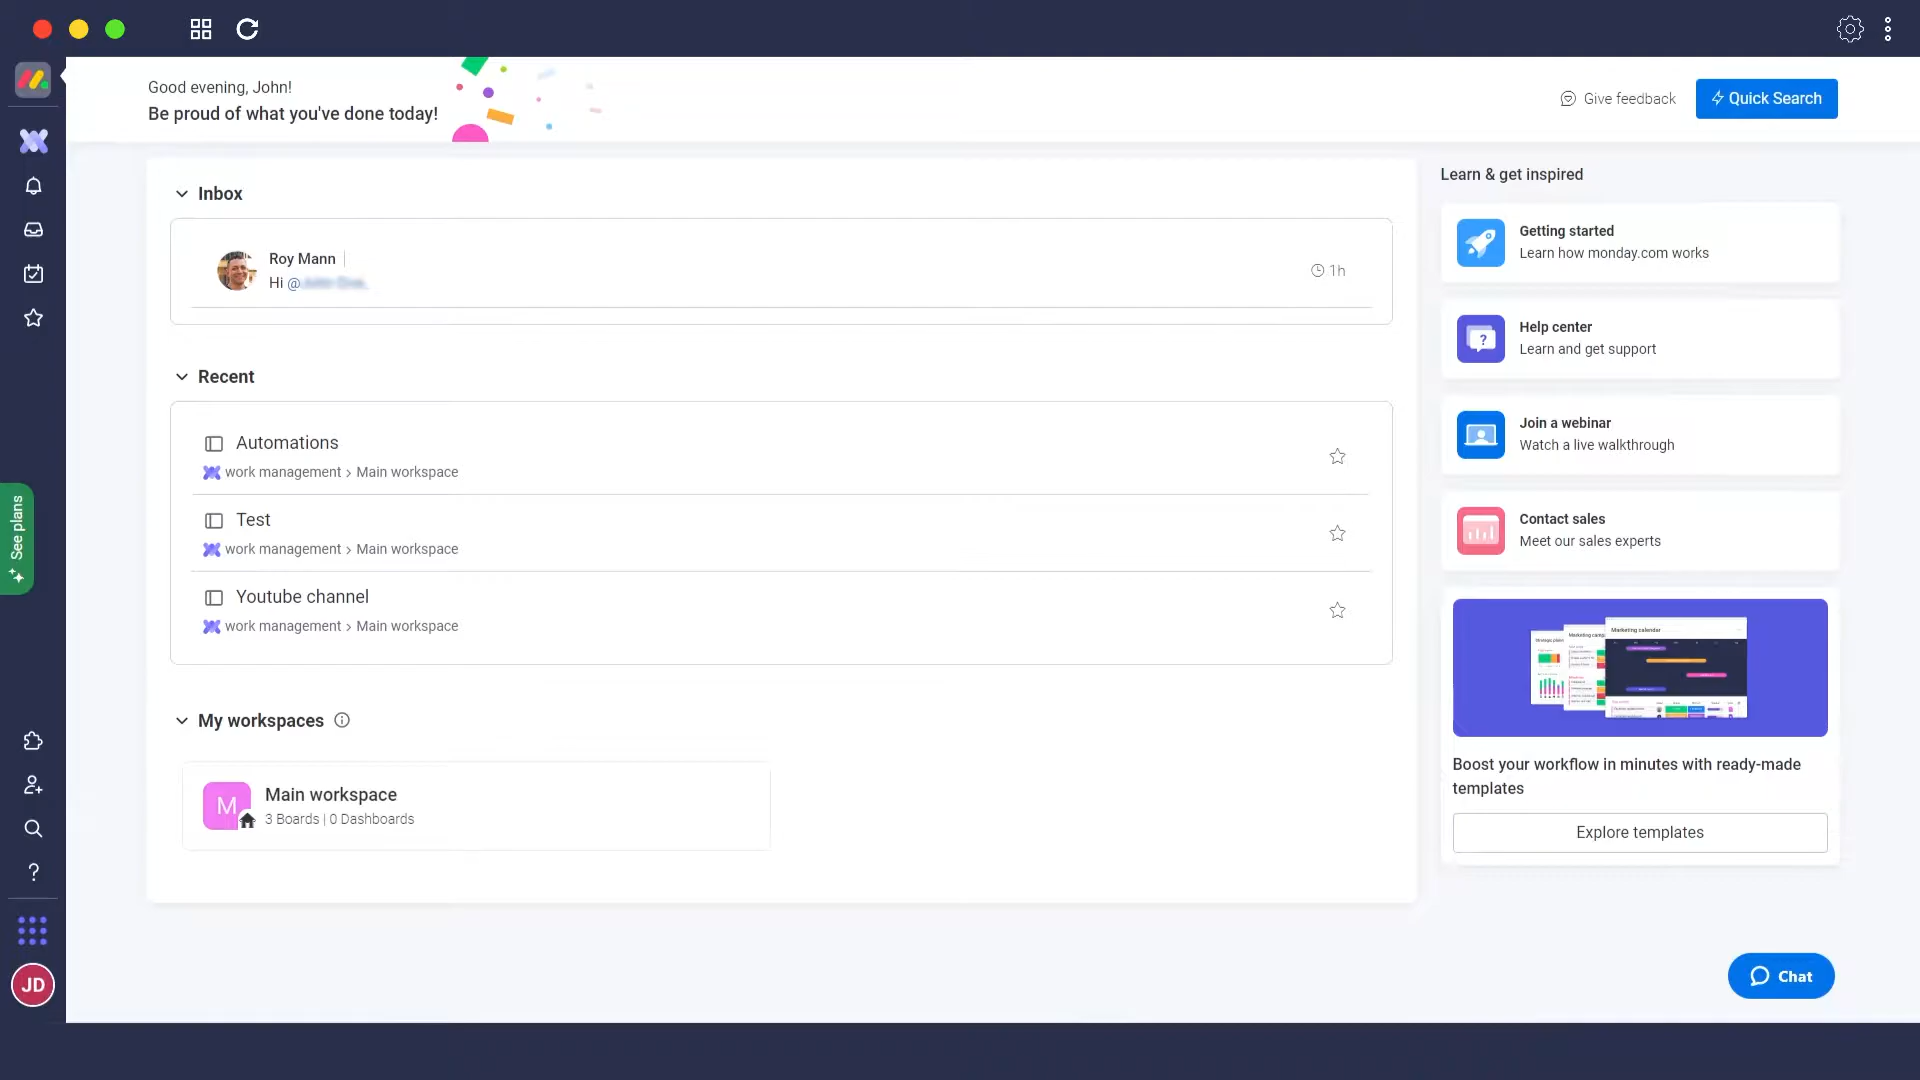 Good evening, John!
Be proud of what you've done today!
Give feedback
Quick Search
Inbox
Roy Mann
Hi @
1h
Recent
Automations
work management › Main workspace
Test
work management › Main workspace
Youtube channel
work management › Main workspace
My workspaces
M
Main workspace
3 Boards | 0 Dashboards
Learn & get inspired
Getting started
Learn how monday.com works
Help center
Learn and get support
Join a webinar
Watch a live walkthrough
Contact sales
Meet our sales experts
Marketing calendar
Boost your workflow in minutes with ready-made
templates
Explore templates
See plans
JD
Chat